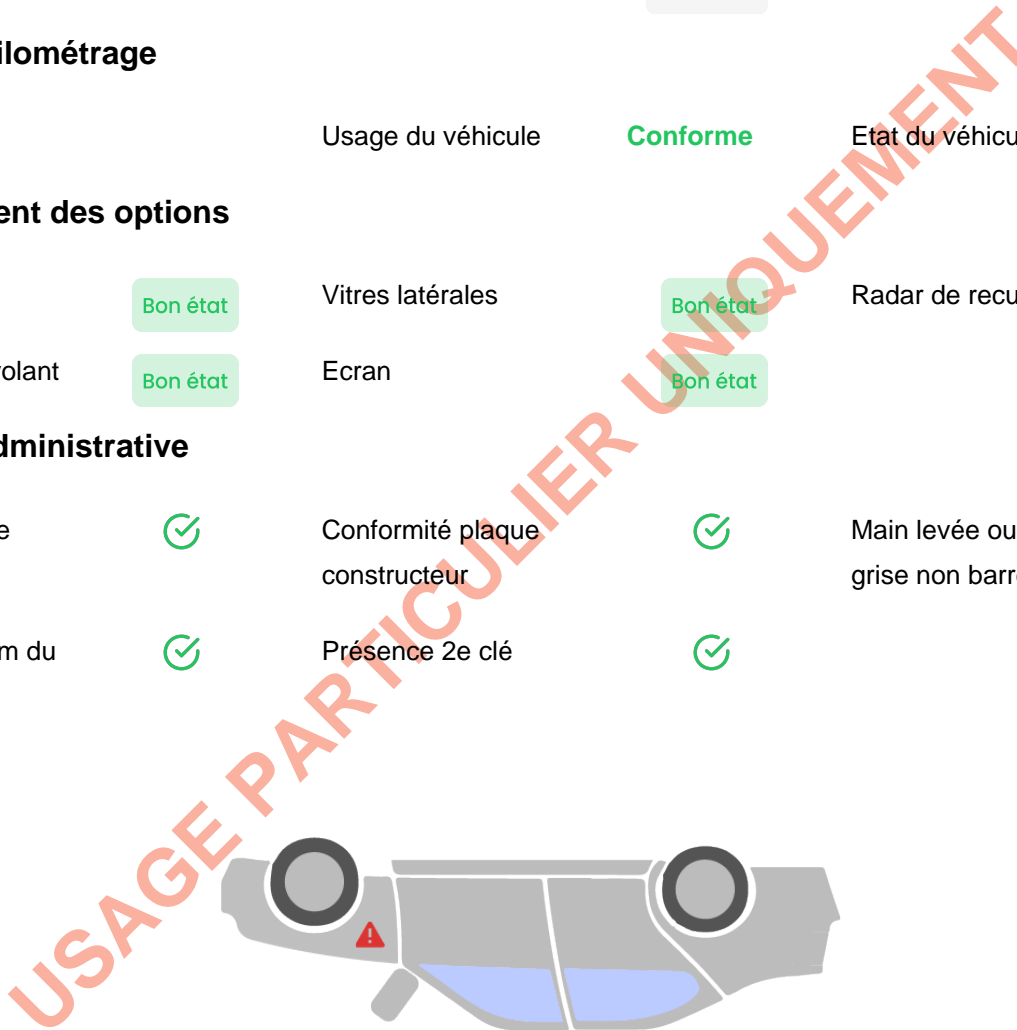 ilométrage
Usage du véhicule Conforme Etat du véhicu
ent des options
Bon état Vitres latérales Bon état Radar de recu
olant Bon état Ecran Bon état
dministrative
e Conformité plaque Main levée ou
constructeur grise non barr
m du Présence 2e clé
USAGE PARTICULIER UNIQUEMENT